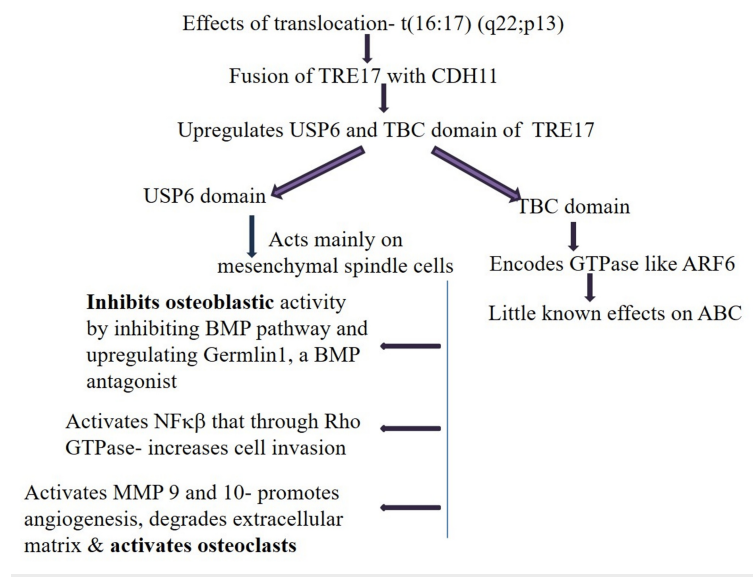 Effects of translocation- t(16:17) (q22;p13)
Fusion of TRE17 with CDH11
Upregulates USP6 and TBC domain of TRE17
USP6 domain
Acts mainly on
mesenchymal spindle cells
Inhibits osteoblastic activity
by inhibiting BMP pathway and
upregulating Germlin1, a BMP
antagonist
Activates NFκβ that through Rho
GTPase- increases cell invasion
Activates MMP 9 and 10- promotes
angiogenesis, degrades extracellular
matrix & activates osteoclasts
TBC domain
Encodes GTPase like ARF6
Little known effects on ABC